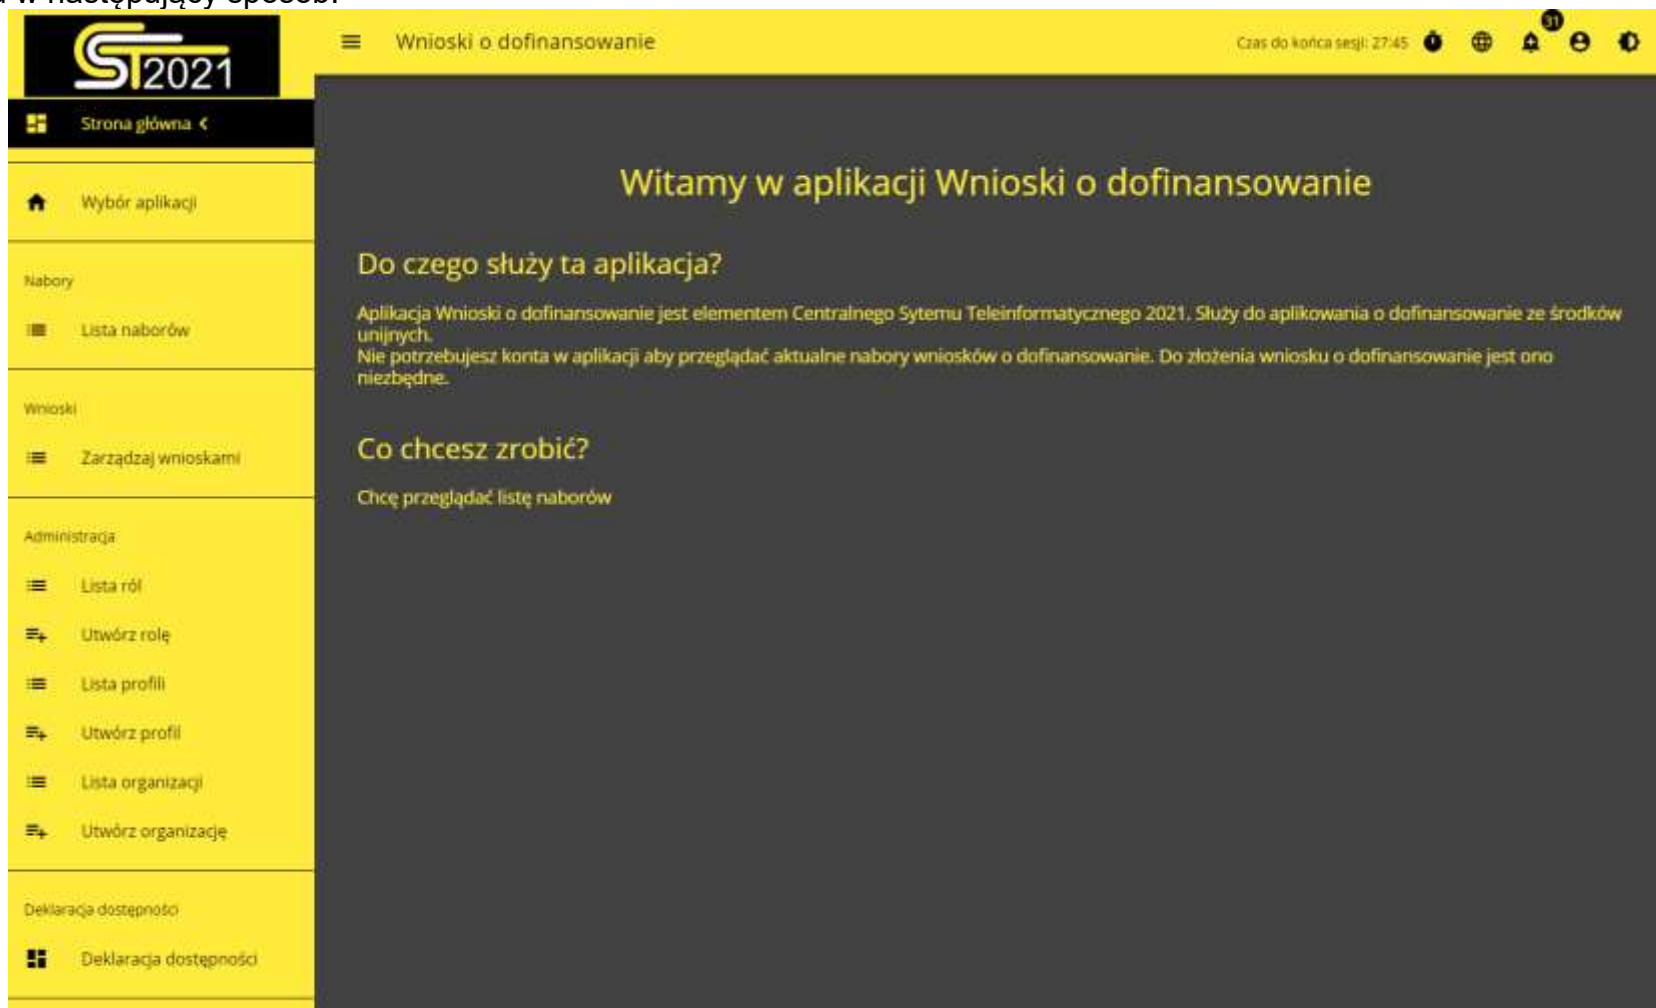 w następujący sposób:
ST2021
Wnioski o dofinansowanie
Czas do końca sesji: 27:45
31
Strona główna <
Wybór aplikacji
Nabory
Lista naborów
Wnioski
Zarządzaj wnioskami
Administracja
Lista ról
Utwórz rolę
Lista profili
Utwórz profil
Lista organizacji
Utwórz organizację
Deklaracja dostępności
Deklaracja dostępności
Witamy w aplikacji Wnioski o dofinansowanie
Do czego służy ta aplikacja?
Aplikacja Wnioski o dofinansowanie jest elementem Centralnego Sytemu Teleinformatycznego 2021. Służy do aplikowania o dofinansowanie ze środków
unijnych.
Nie potrzebujesz konta w aplikacji aby przeglądać aktualne nabory wniosków o dofinansowanie. Do złożenia wniosku o dofinansowanie jest ono
niezbędne.
Co chcesz zrobić?
Chcę przeglądać listę naborów